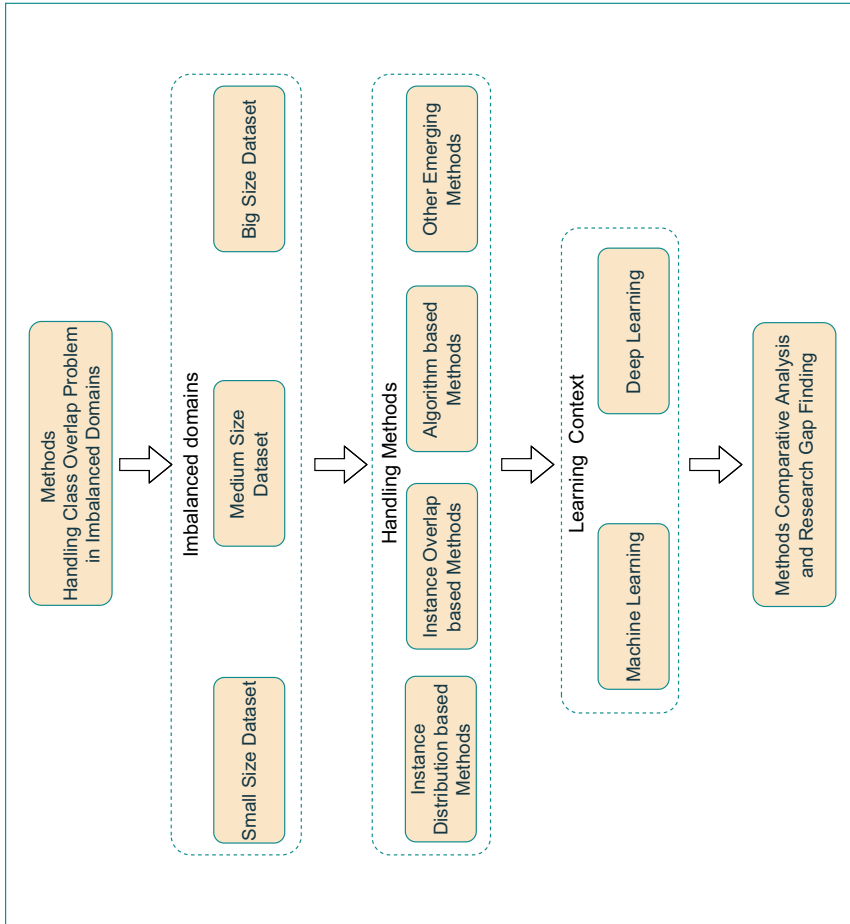 Methods
Handling Class Overlap Problem
in Imbalanced Domains
Imbalanced domains
Small Size Dataset
Medium Size
Dataset
Big Size Dataset
Handling Methods
Instance
Distribution based
Methods
Instance Overlap
based Methods
Algorithm based
Methods
Other Emerging
Methods
Learning Context
Machine Learning
Deep Learning
Methods Comparative Analysis
and Research Gap Finding